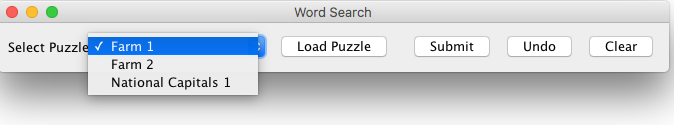 Word Search
Select Puzzle
✓ Farm 1
Farm 2
National Capitals 1
Load Puzzle
Submit
Undo
Clear